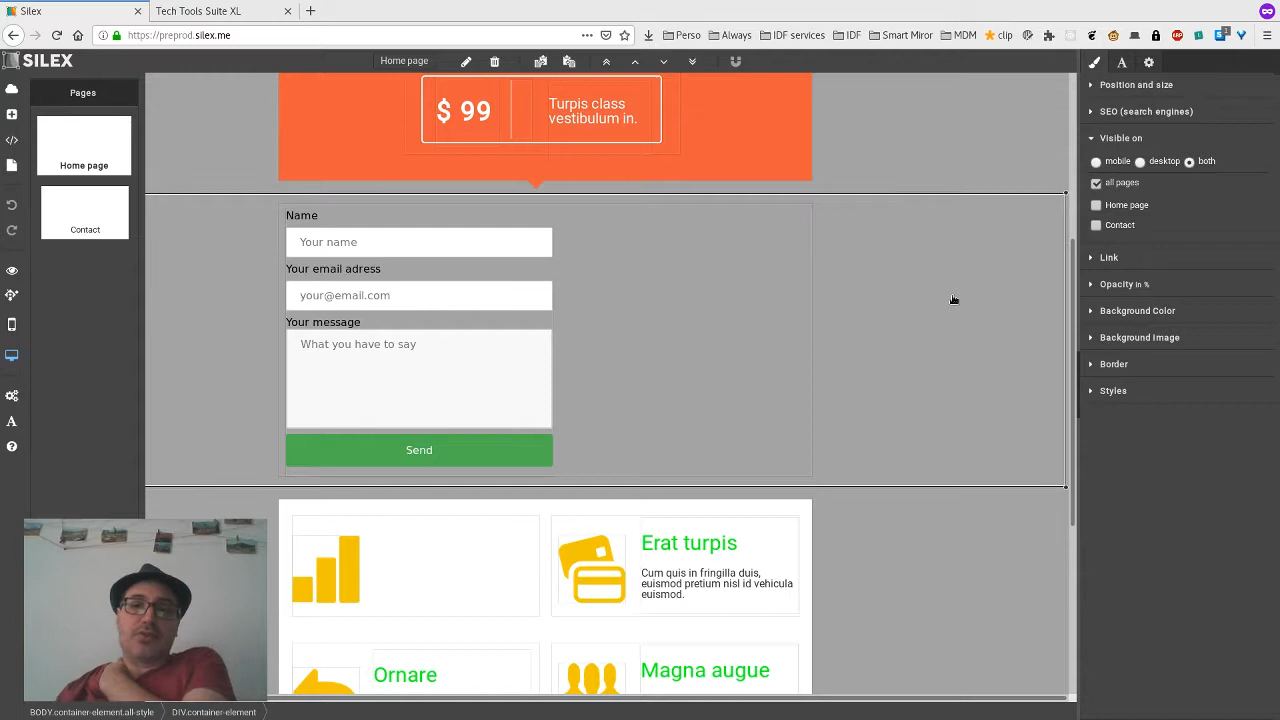 Silex
Tech Tools Suite XL
https://preprod.silex.me
Perso
Always
IDF services
IDF
Smart Miror
MDM
clip
SILEX
Home page
Pages
Home page
Contact
$ 99
Turpis class
vestibulum in.
Name
Your name
Your email adress
your@email.com
Your message
What you have to say
Send
Erat turpis
Cum quis in fringilla duis,
euismod pretium nisl id vehicula
euismod.
Ornare
Magna augue
Position and size
SEO (search engines)
Visible on
mobile desktop both
all pages
Home page
Contact
Link
Opacity in %
Background Color
Background Image
Border
Styles
BODY.container-element.all-style
DIV.container-element